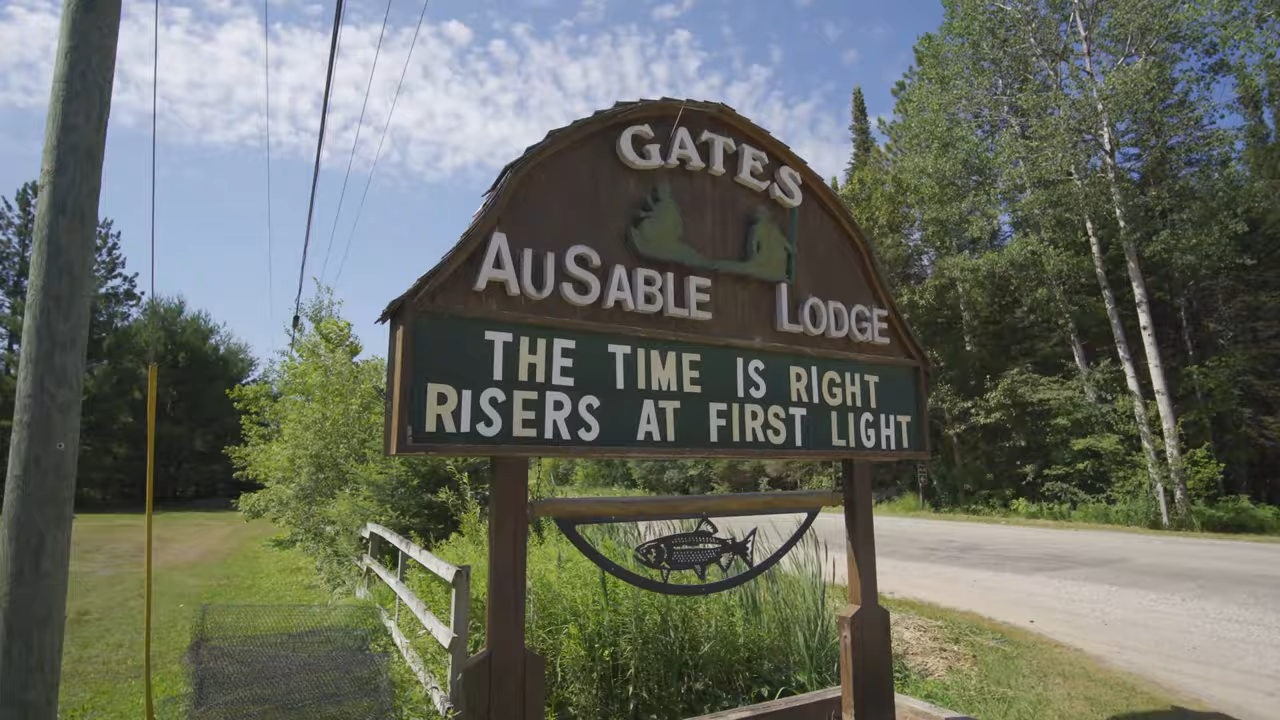 GATES
AUSABLE LODGE
THE TIME IS RIGHT
RISERS AT FIRST LIGHT